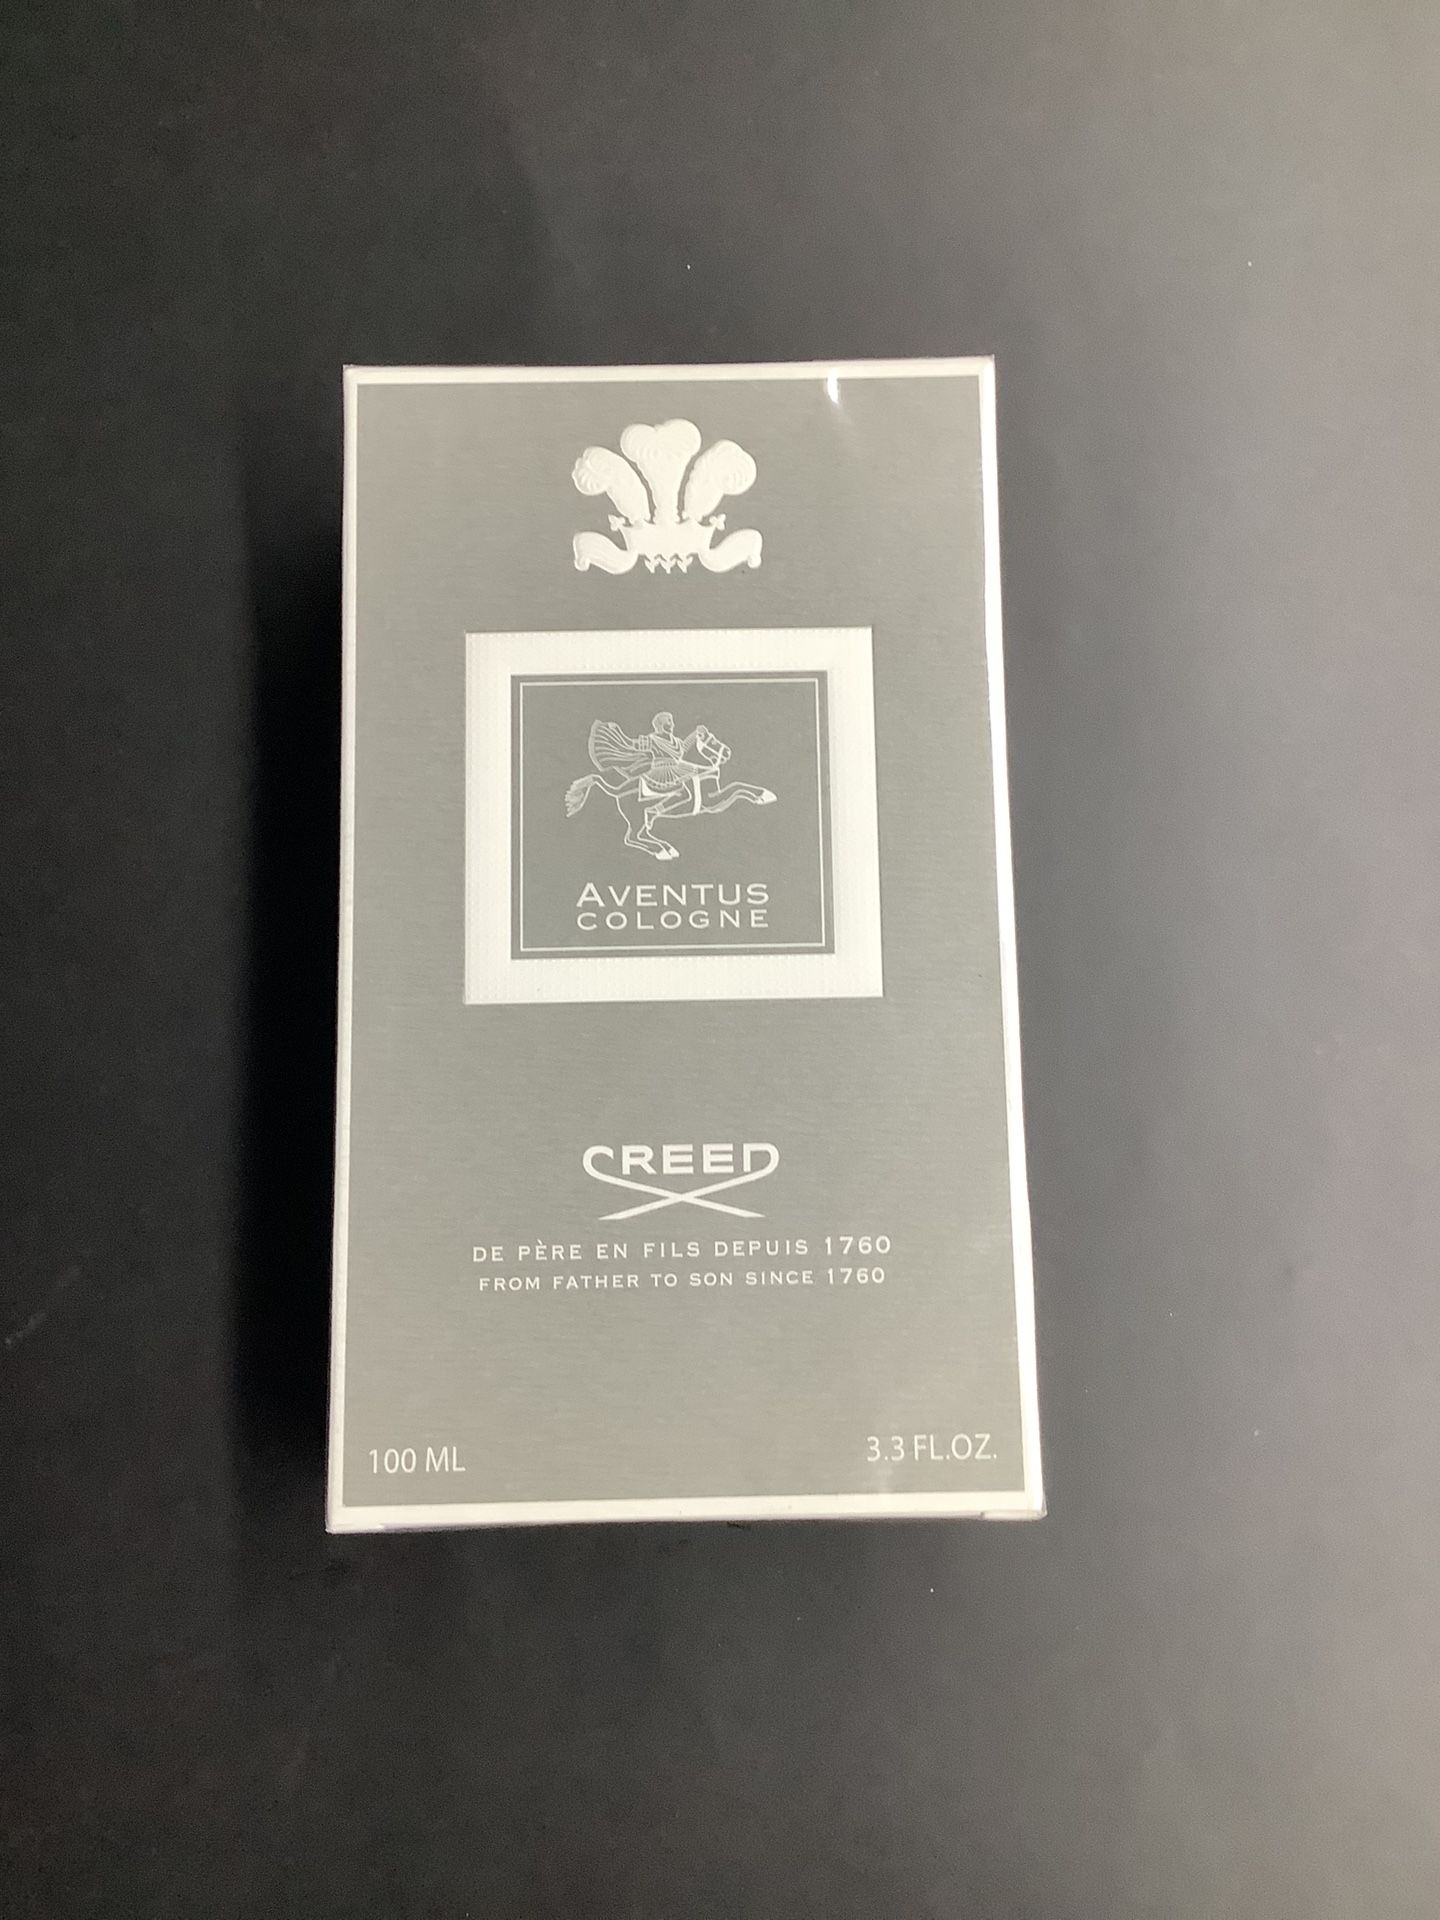 AVENTUS
COLOGNE
CREED
DE PÈRE EN FILS DEPUIS 1760
FROM FATHER TO SON SINCE 1760
100 ML
3.3 FL.OZ.